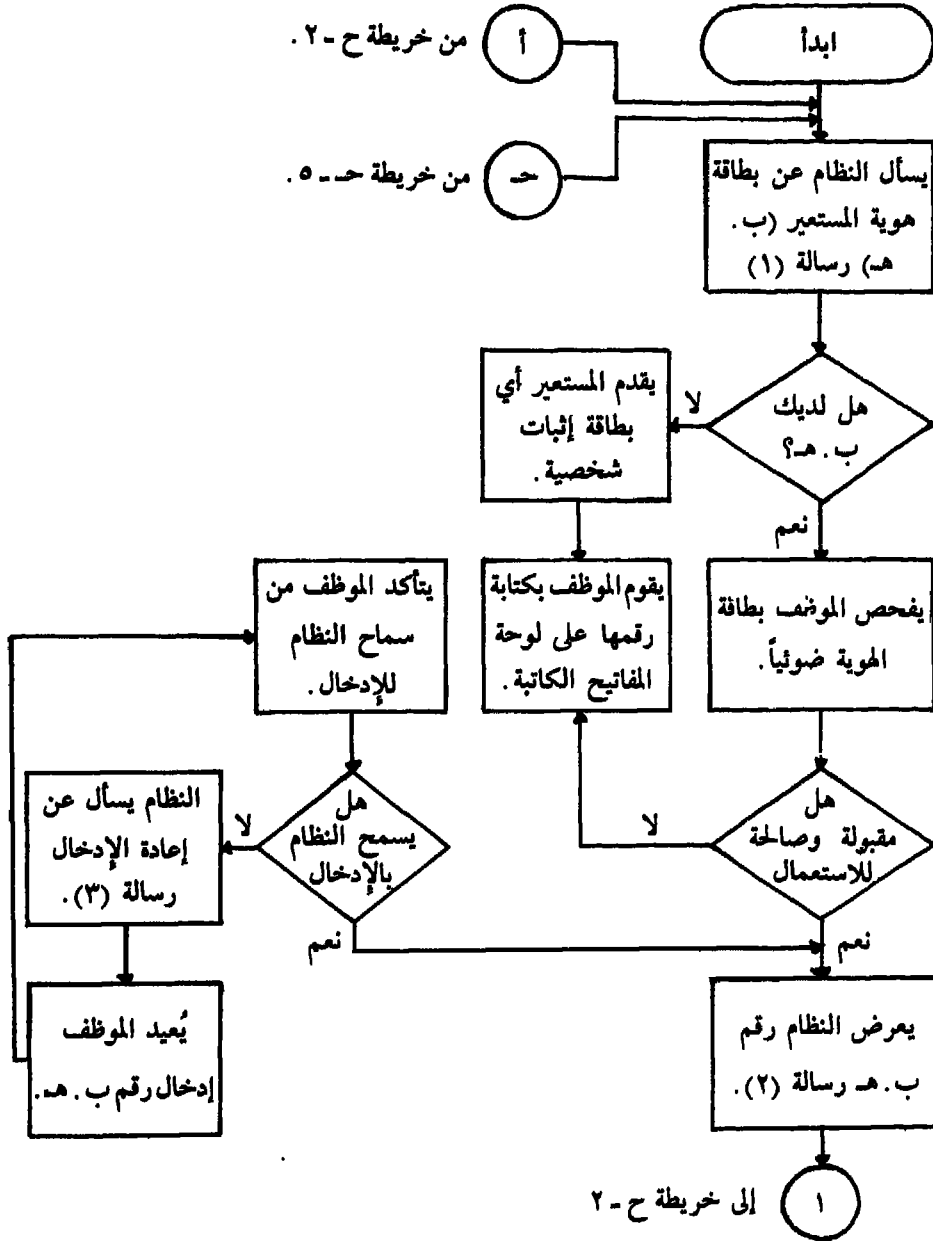 ابدأ
أ
من خريطة ح ـ ٢ .
حـ
من خريطة حـ ـ ٥ .
يسأل النظام عن بطاقة
هوية المستعير (ب .
هـ) رسالة (١)
هل لديك
ب . هـ؟
لا
نعم
يقدم المستعير أي
بطاقة إثبات
شخصية .
يفحص الموظف بطاقة
الهوية ضوئياً .
يقوم الموظف بكتابة
رقمها على لوحة
المفاتيح الكاتبة .
يتأكد الموظف من
سماح النظام
للإدخال .
هل
مقبولة وصالحة
للاستعمال
لا
نعم
هل
يسمح النظام
بالإدخال
لا
نعم
النظام يسأل عن
إعادة الإدخال
رسالة (٣) .
يُعيد الموظف
إدخال رقم ب . هـ .
يعرض النظام رقم
ب . هـ رسالة (٢) .
١
إلى خريطة ح ـ ٢